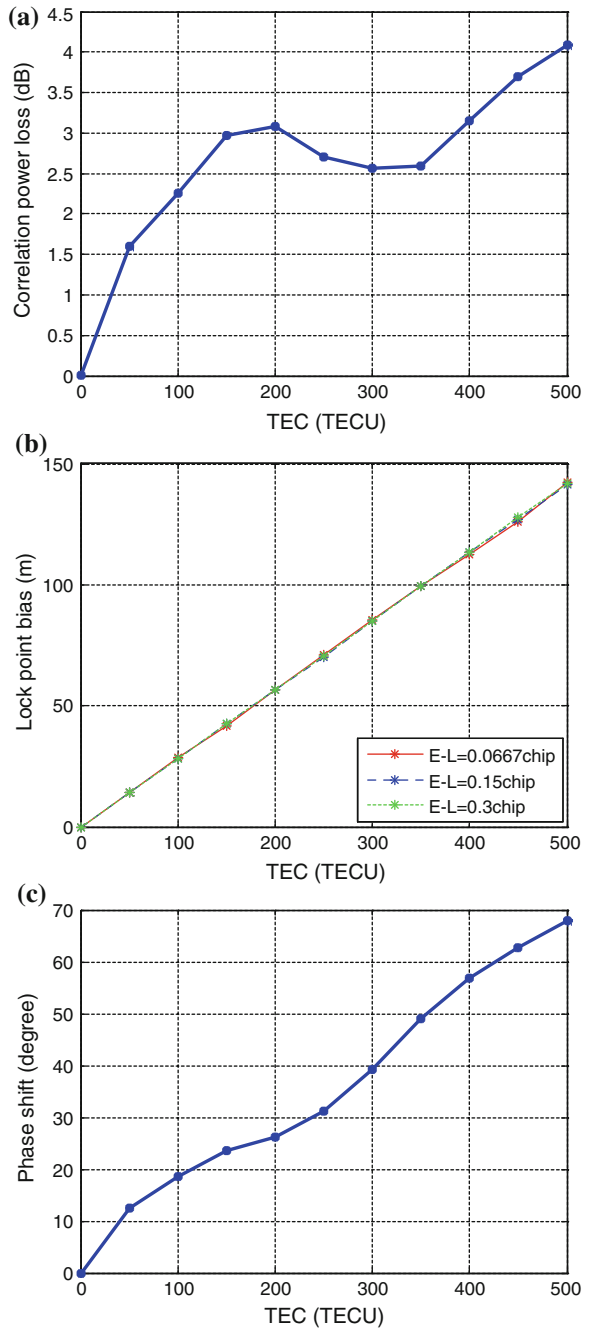 (a)
Correlation power loss (dB)
4.5
4
3.5
3
2.5
2
1.5
1
0.5
0
0 100 200 300 400 500
TEC (TECU)
(b)
Lock point bias (m)
150
100
50
0
E-L=0.0667chip
E-L=0.15chip
E-L=0.3chip
0 100 200 300 400 500
TEC (TECU)
(c)
Phase shift (degree)
70
60
50
40
30
20
10
0
0 100 200 300 400 500
TEC (TECU)